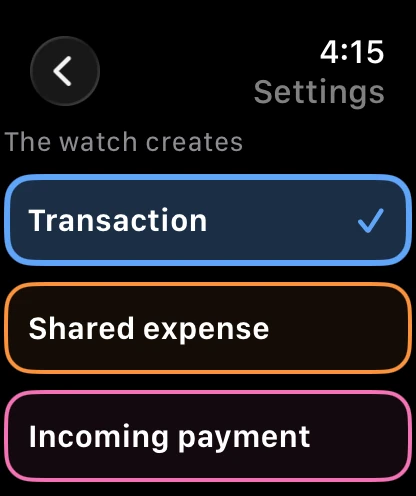 4:15
Settings
The watch creates
Transaction
Shared expense
Incoming payment